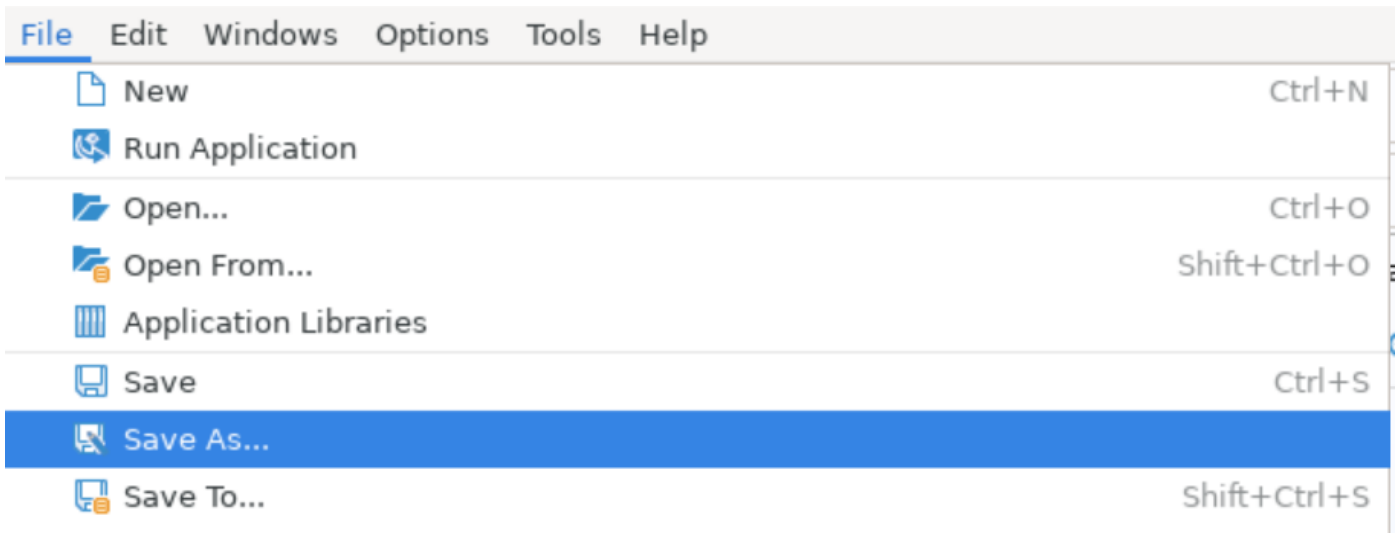 File Edit Windows Options Tools Help
New Ctrl+N
Run Application
Open... Ctrl+O
Open From... Shift+Ctrl+O
Application Libraries
Save Ctrl+S
Save As...
Save To... Shift+Ctrl+S